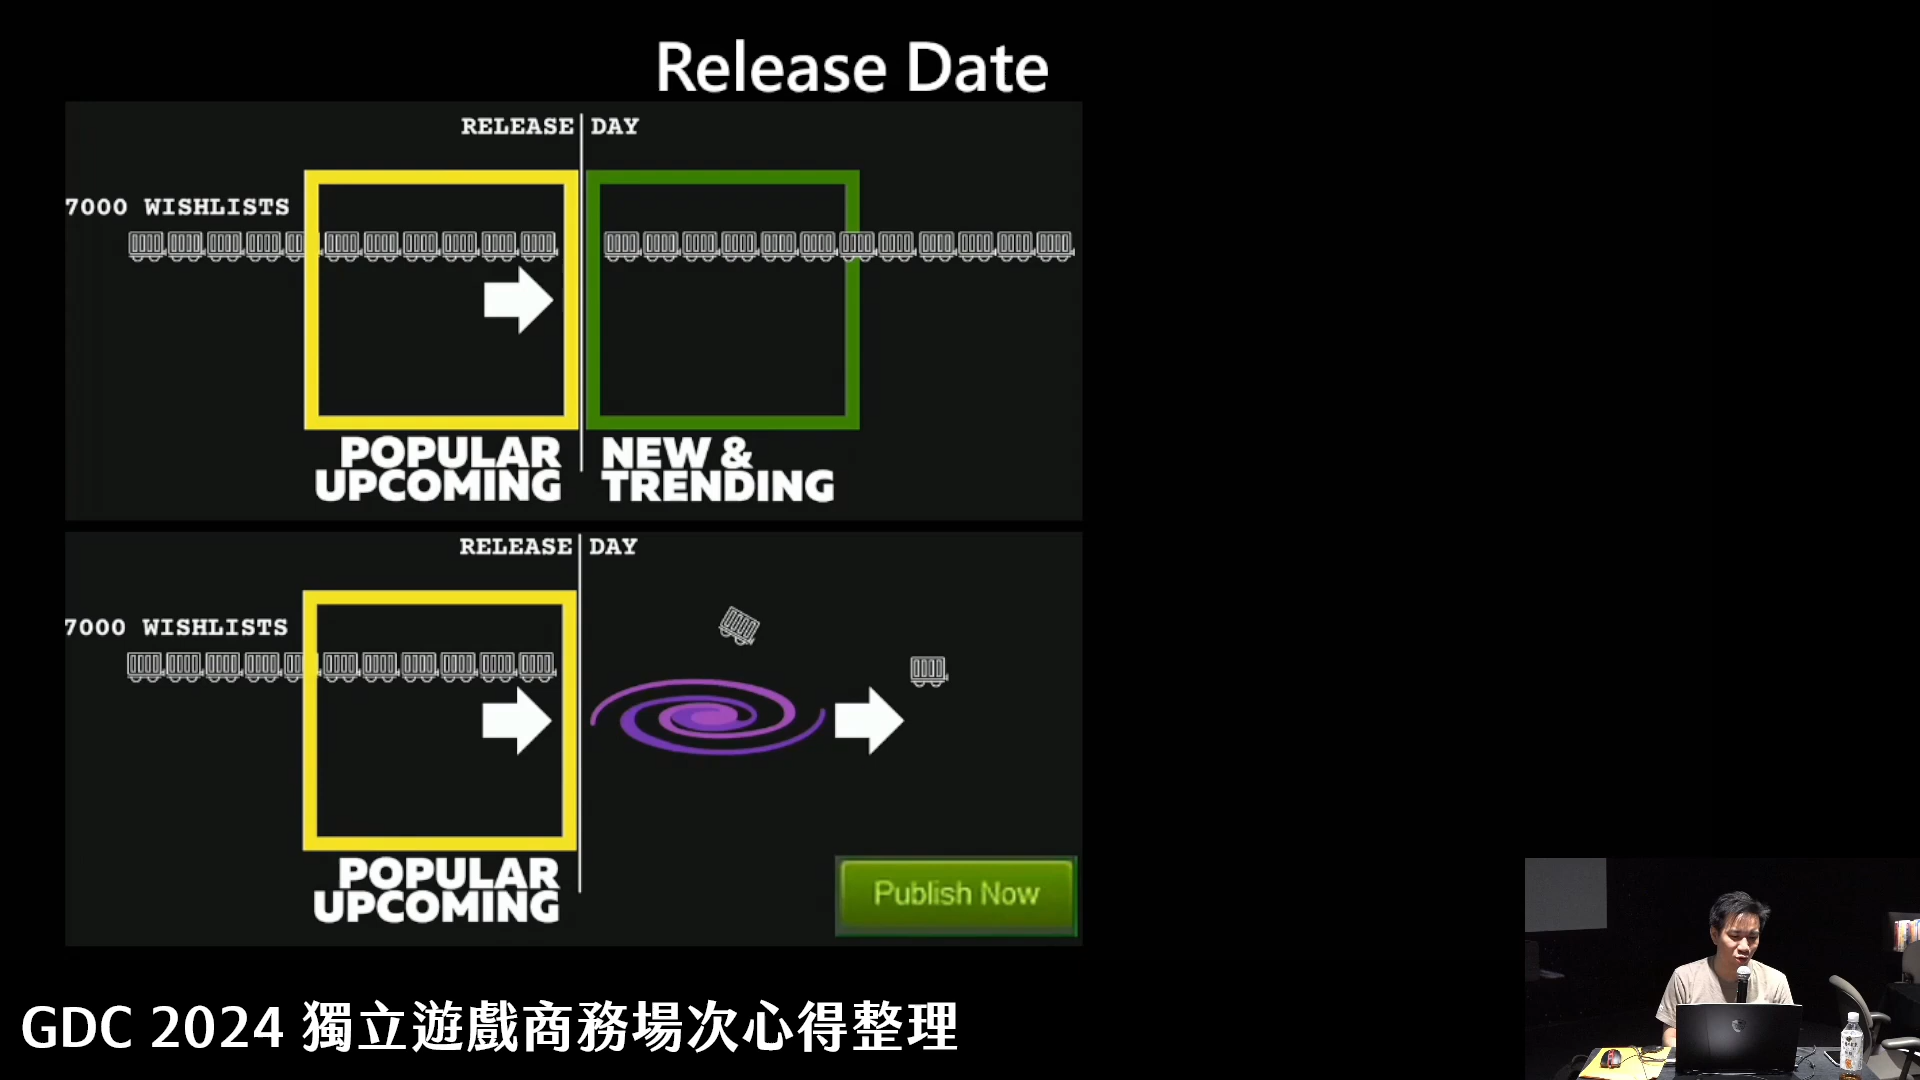 Release Date
RELEASE DAY
7000 WISHLISTS
POPULAR
UPCOMING
NEW &
TRENDING
RELEASE DAY
7000 WISHLISTS
POPULAR
UPCOMING
Publish Now
GDC 2024 獨立遊戲商務場次心得整理